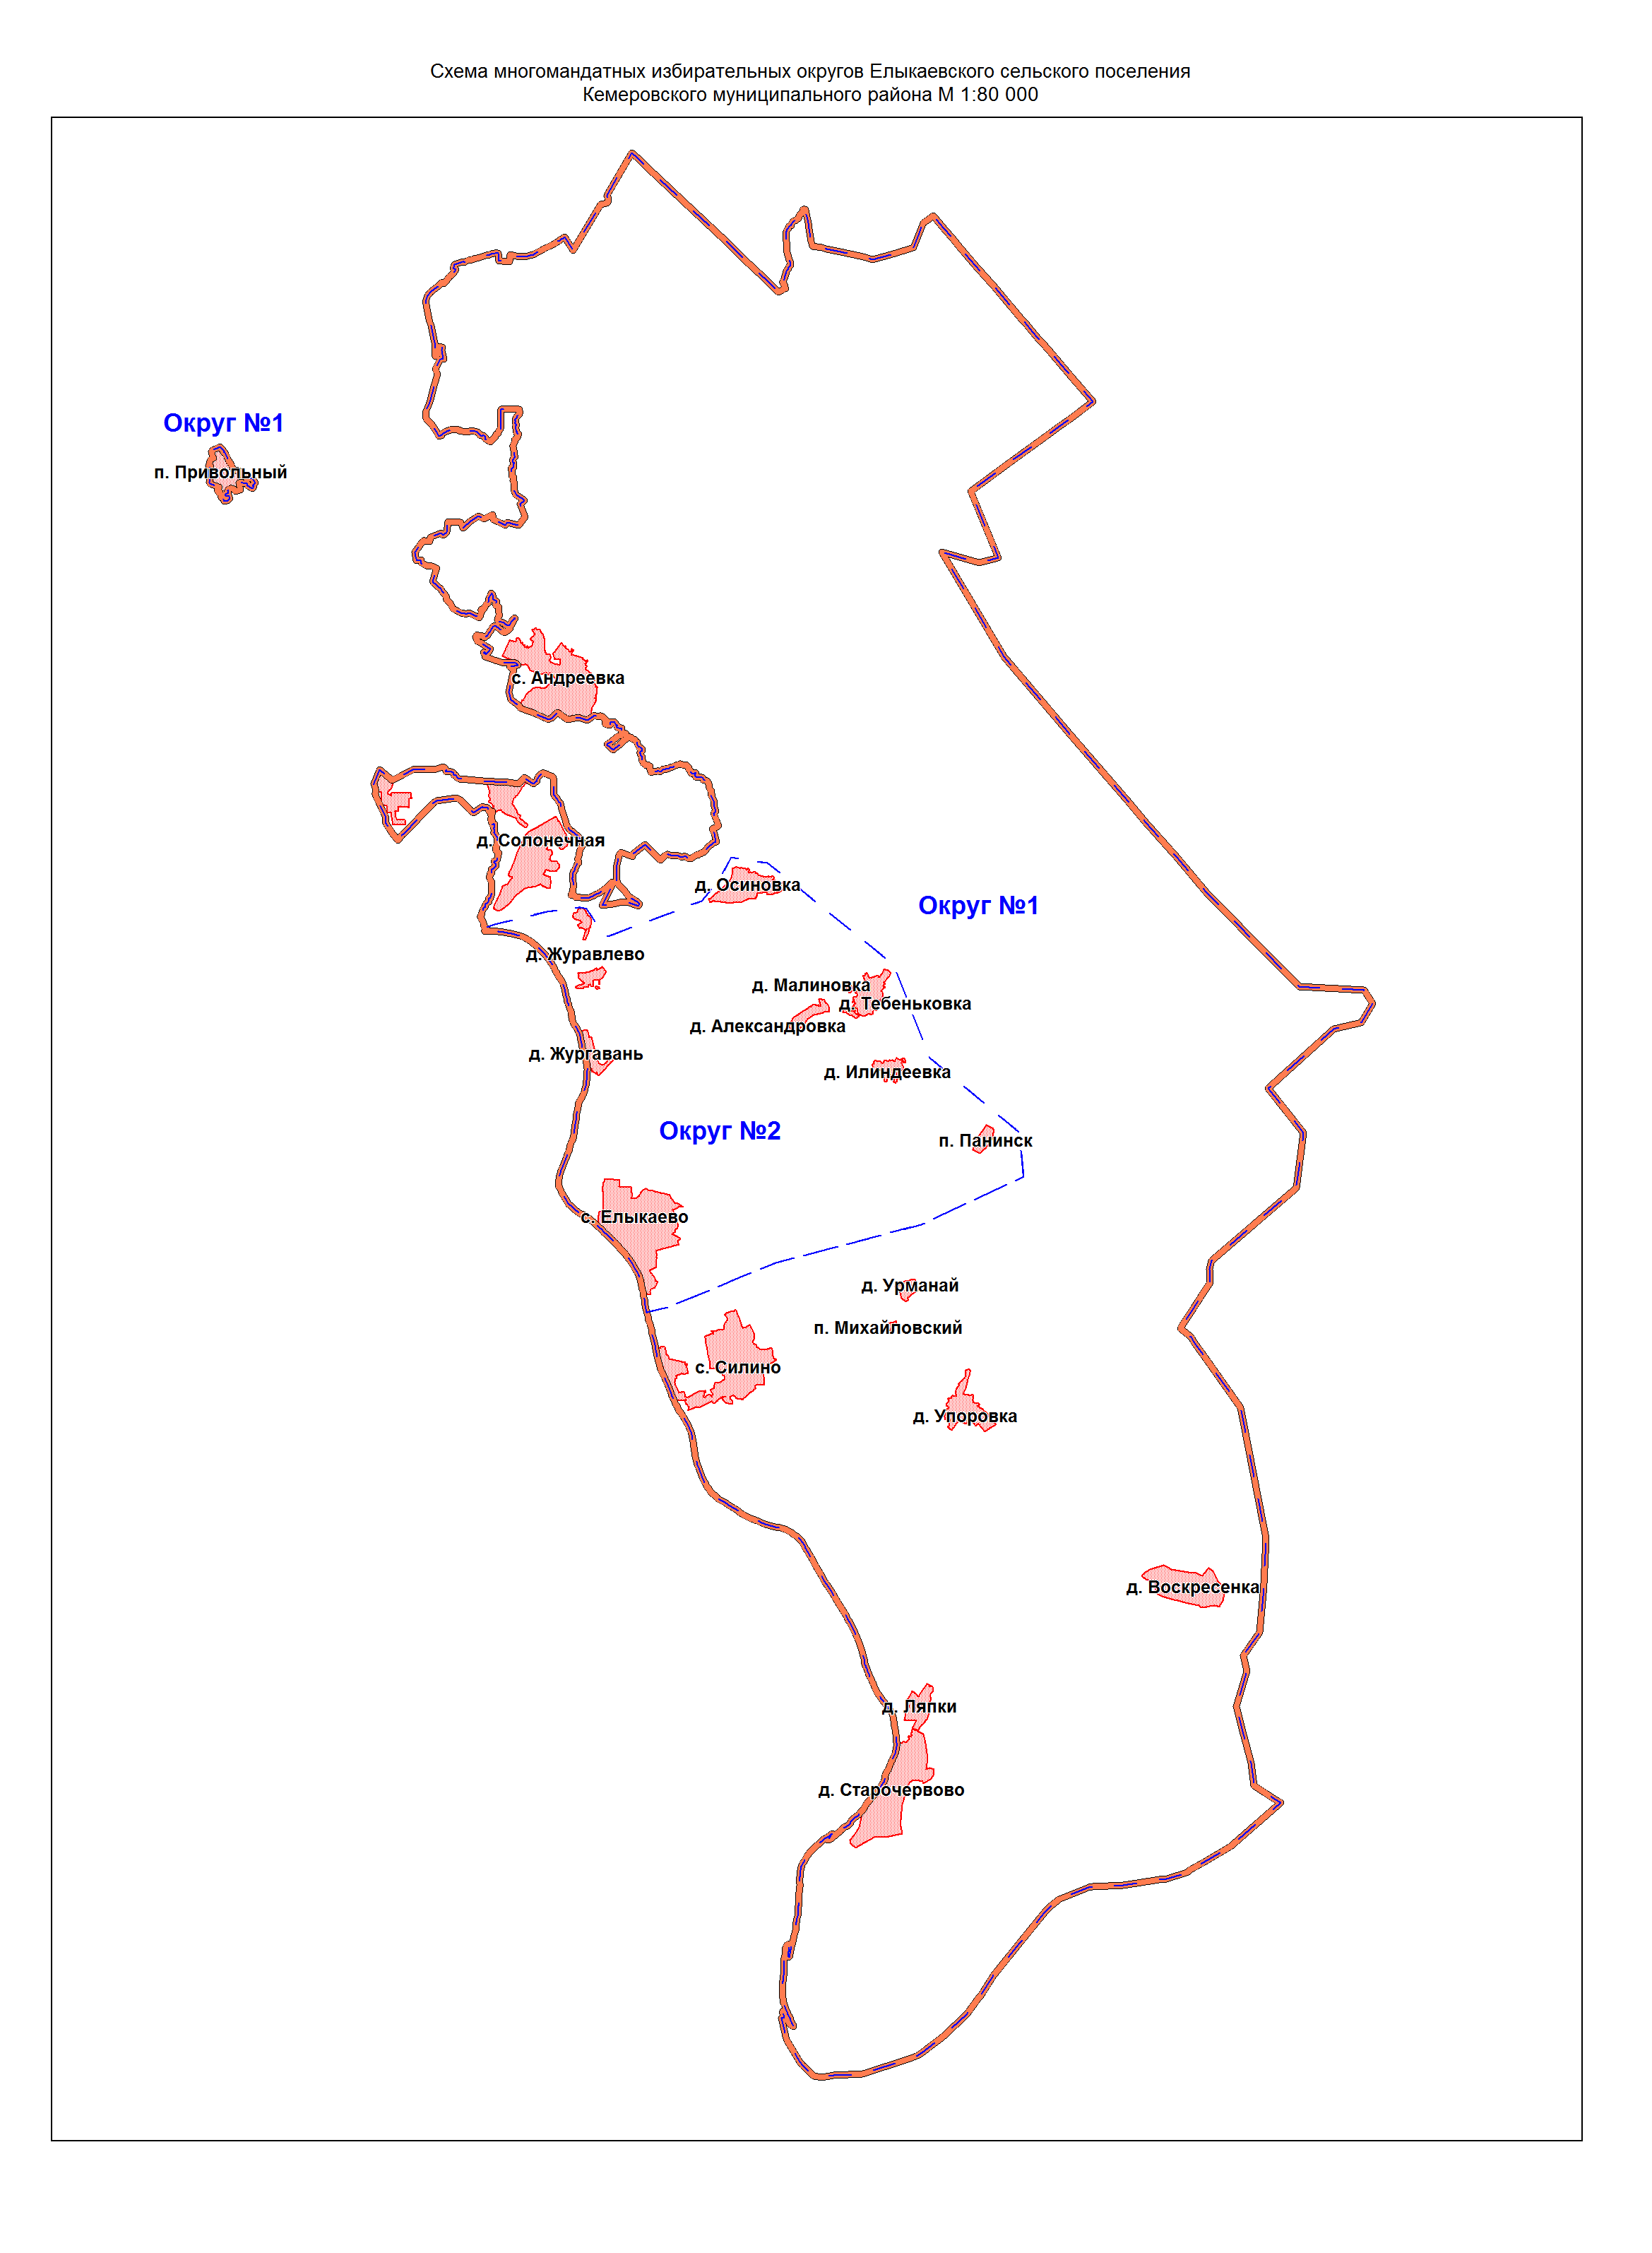 Схема многомандатных избирательных округов Елыкаевского сельского поселения
Кемеровского муниципального района М 1:80 000
Округ №1
п. Привольный
с. Андреевка
д. Солонечная
д. Осиновка
Округ №1
д. Журавлево
д. Малиновка
д. Тебеньковка
д. Александровка
д. Жургавань
д. Илиндеевка
Округ №2
п. Панинск
с. Елыкаево
д. Урманай
п. Михайловский
с. Силино
д. Упоровка
д. Воскресенка
д. Ляпки
д. Старочервово